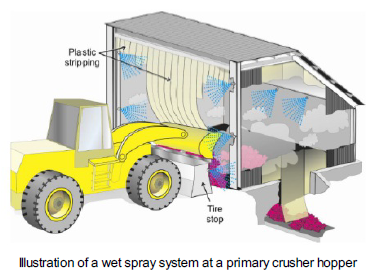 Plastic
stripping
Tire
stop
Illustration of a wet spray system at a primary crusher hopper